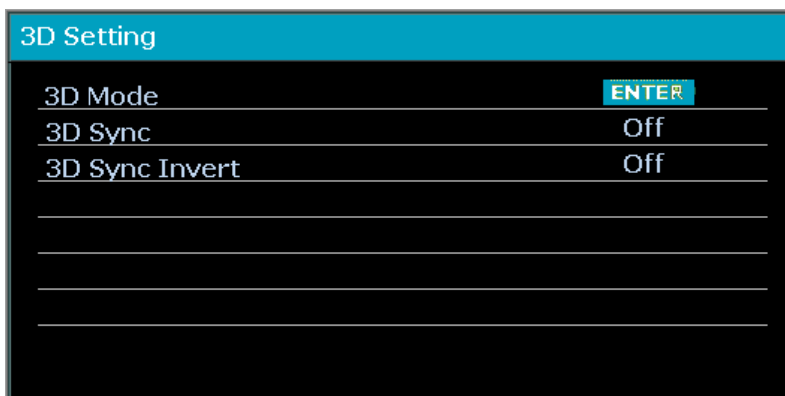 3D Setting
3D Mode ENTER
3D Sync Off
3D Sync Invert Off